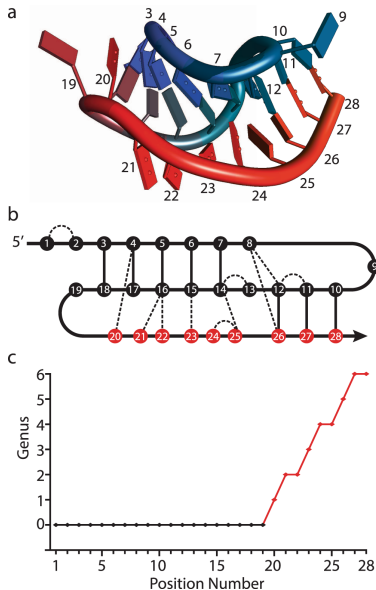 a
3 4 5 6 7 10 9
11
12
19 20 28
27
21 22 23 24 25 26
b
5′ 1 2 3 4 5 6 7 8
9
19 18 17 16 15 14 13 12 11 10
20 21 22 23 24 25 26 27 28
c
6
5
4
3
2
1
0
Genus
1 5 10 15 20 25 28
Position Number